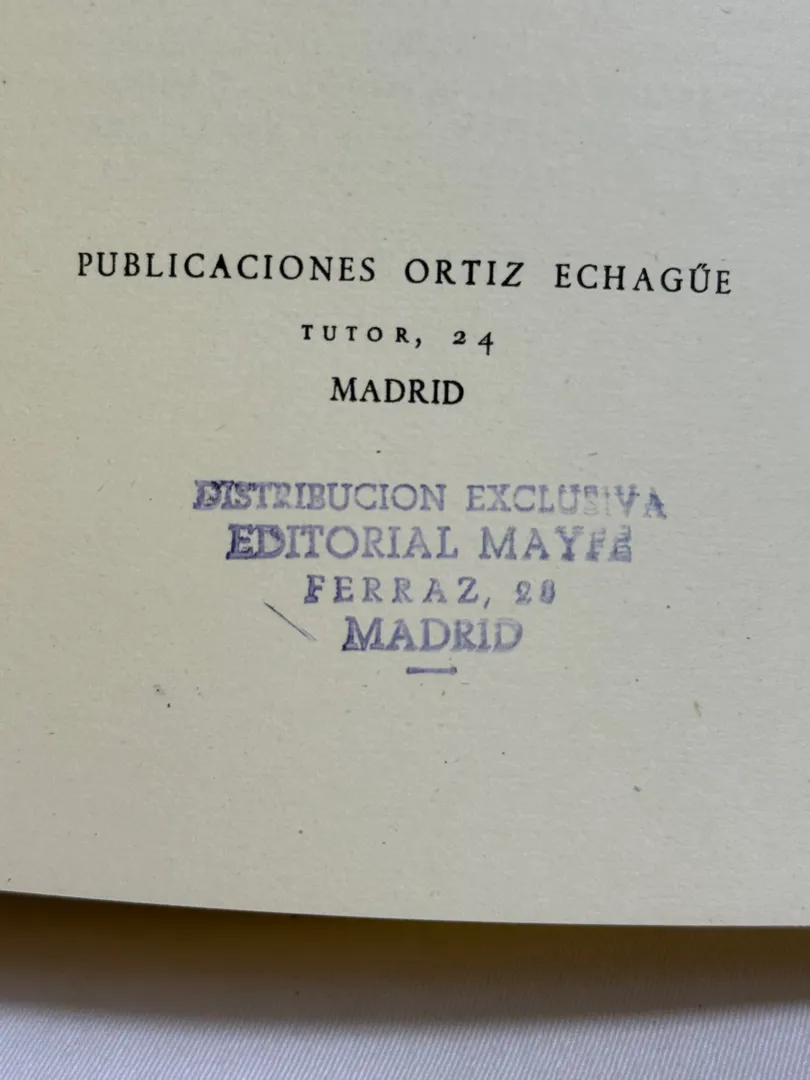 PUBLICACIONES ORTIZ ECHAGÜE
TUTOR, 24
MADRID
DISTRIBUCION EXCLUSIVA
EDITORIAL MAYFE
FERRAZ, 28
MADRID